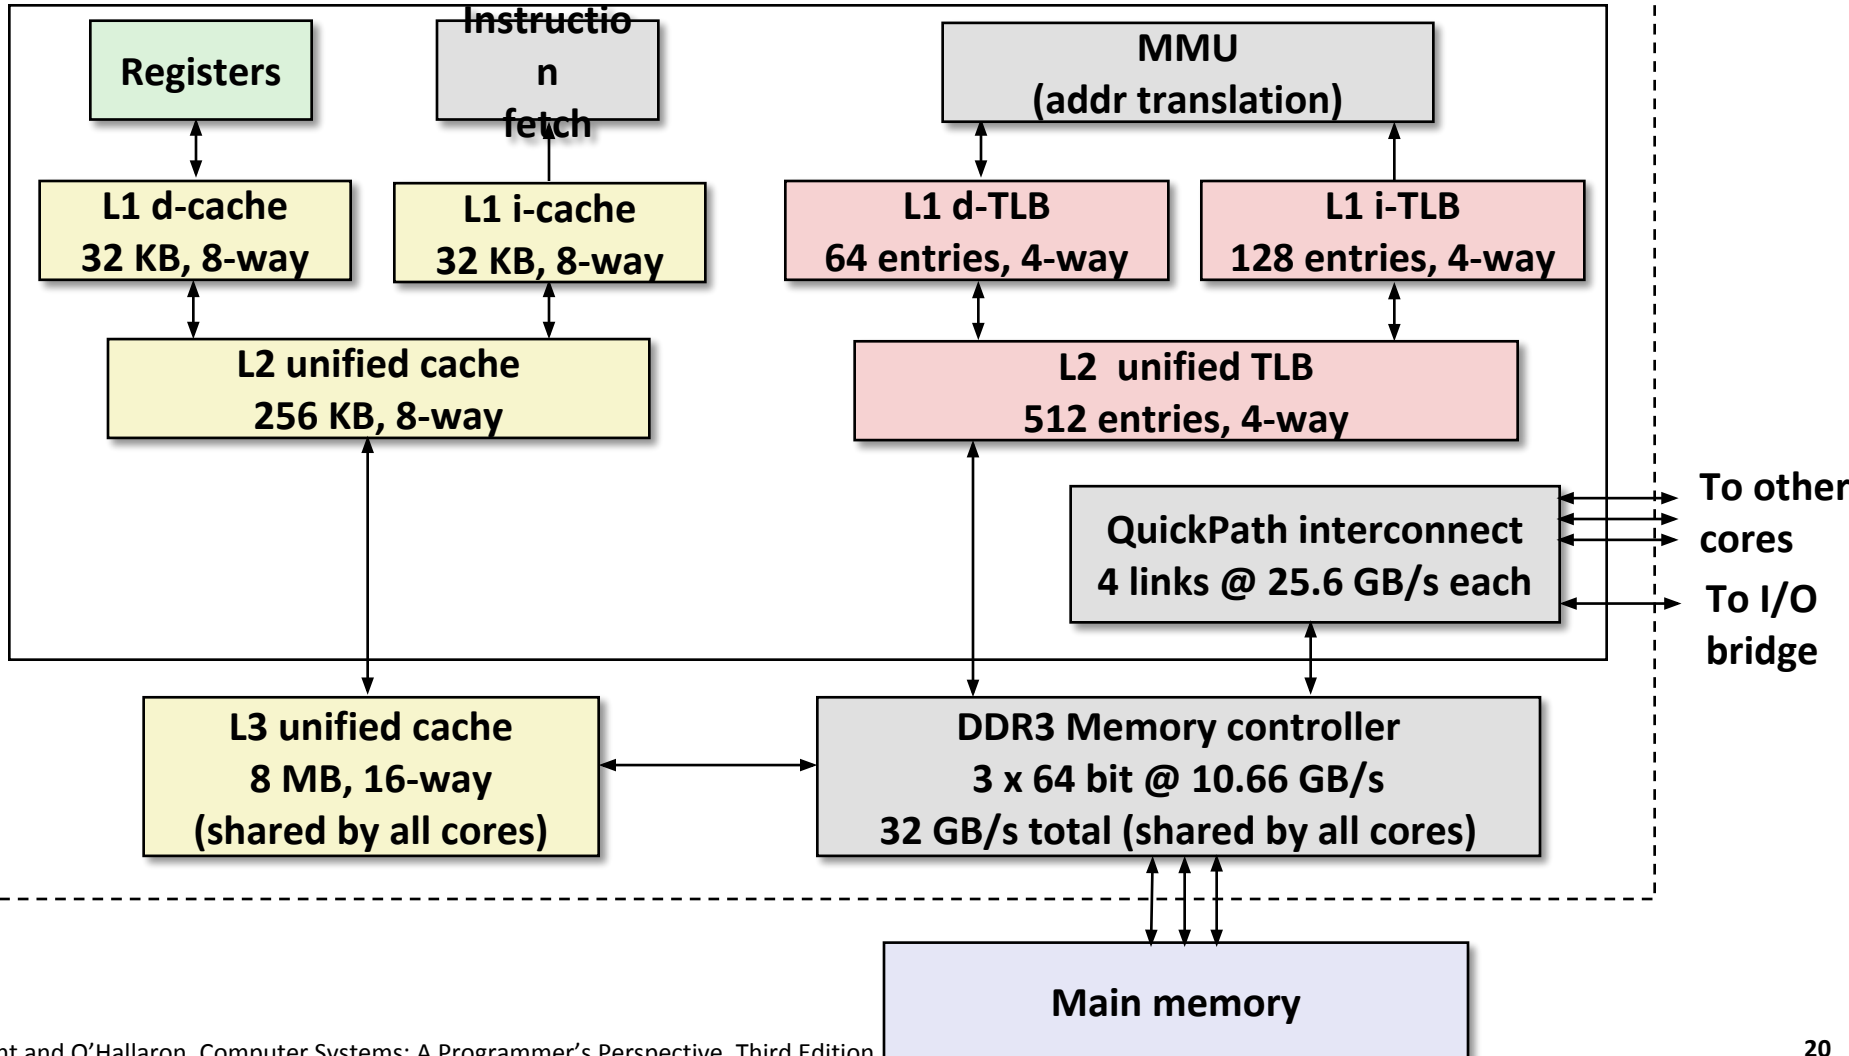 Registers
Instructio
n
fetch
MMU
(addr translation)
L1 d-cache
32 KB, 8-way
L1 i-cache
32 KB, 8-way
L1 d-TLB
64 entries, 4-way
L1 i-TLB
128 entries, 4-way
L2 unified cache
256 KB, 8-way
L2  unified TLB
512 entries, 4-way
QuickPath interconnect
4 links @ 25.6 GB/s each
To other
cores
To I/O
bridge
L3 unified cache
8 MB, 16-way
(shared by all cores)
DDR3 Memory controller
3 x 64 bit @ 10.66 GB/s
32 GB/s total (shared by all cores)
Main memory
and O'Hallaron, Computer Systems: A Programmer's Perspective, Third Edition
20